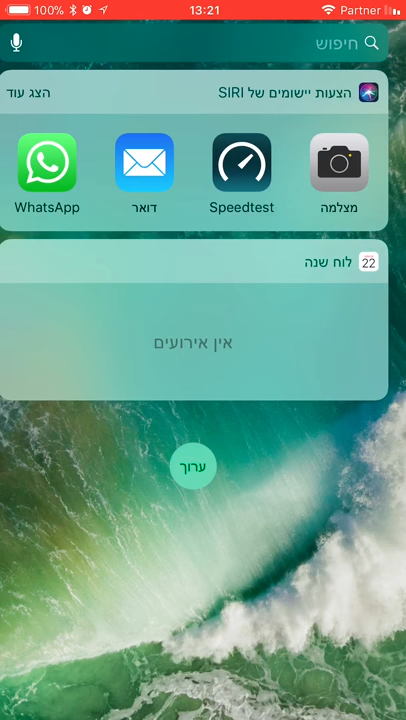 100% 13:21 Partner
חיפוש
הצעות יישומים של SIRI הצג עוד
מצלמה Speedtest דואר WhatsApp
לוח שנה 22
אין אירועים
ערוך